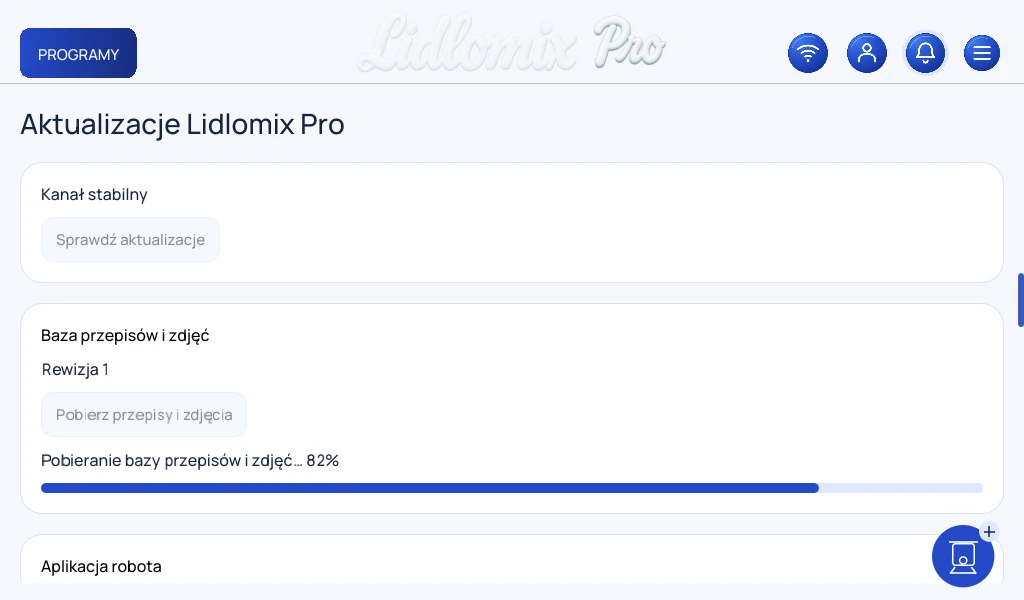 PROGRAMY
Lidlomix Pro
Aktualizacje Lidlomix Pro
Kanał stabilny
Sprawdź aktualizacje
Baza przepisów i zdjęć
Rewizja 1
Pobierz przepisy i zdjęcia
Pobieranie bazy przepisów i zdjęć… 82%
Aplikacja robota